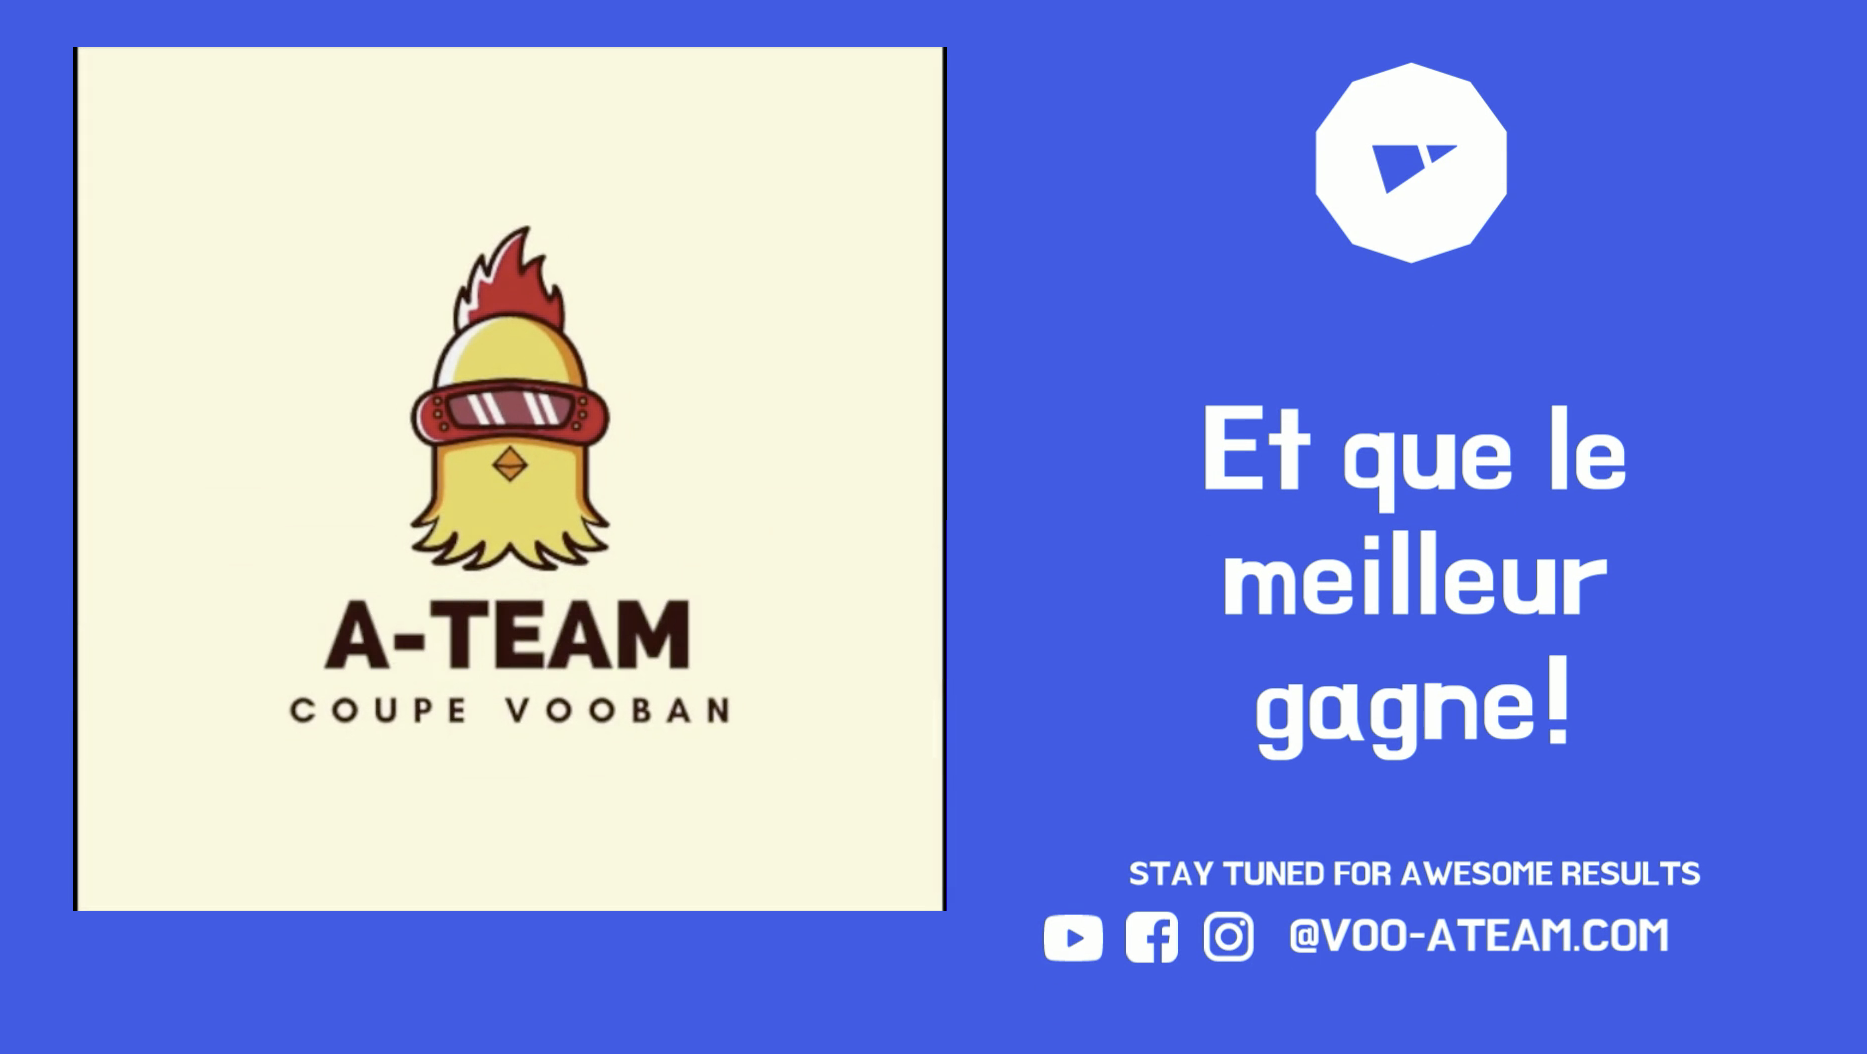 A-TEAM
COUPE VOOBAN
Et que le
meilleur
gagne!
STAY TUNED FOR AWESOME RESULTS
@VOO-ATEAM.COM